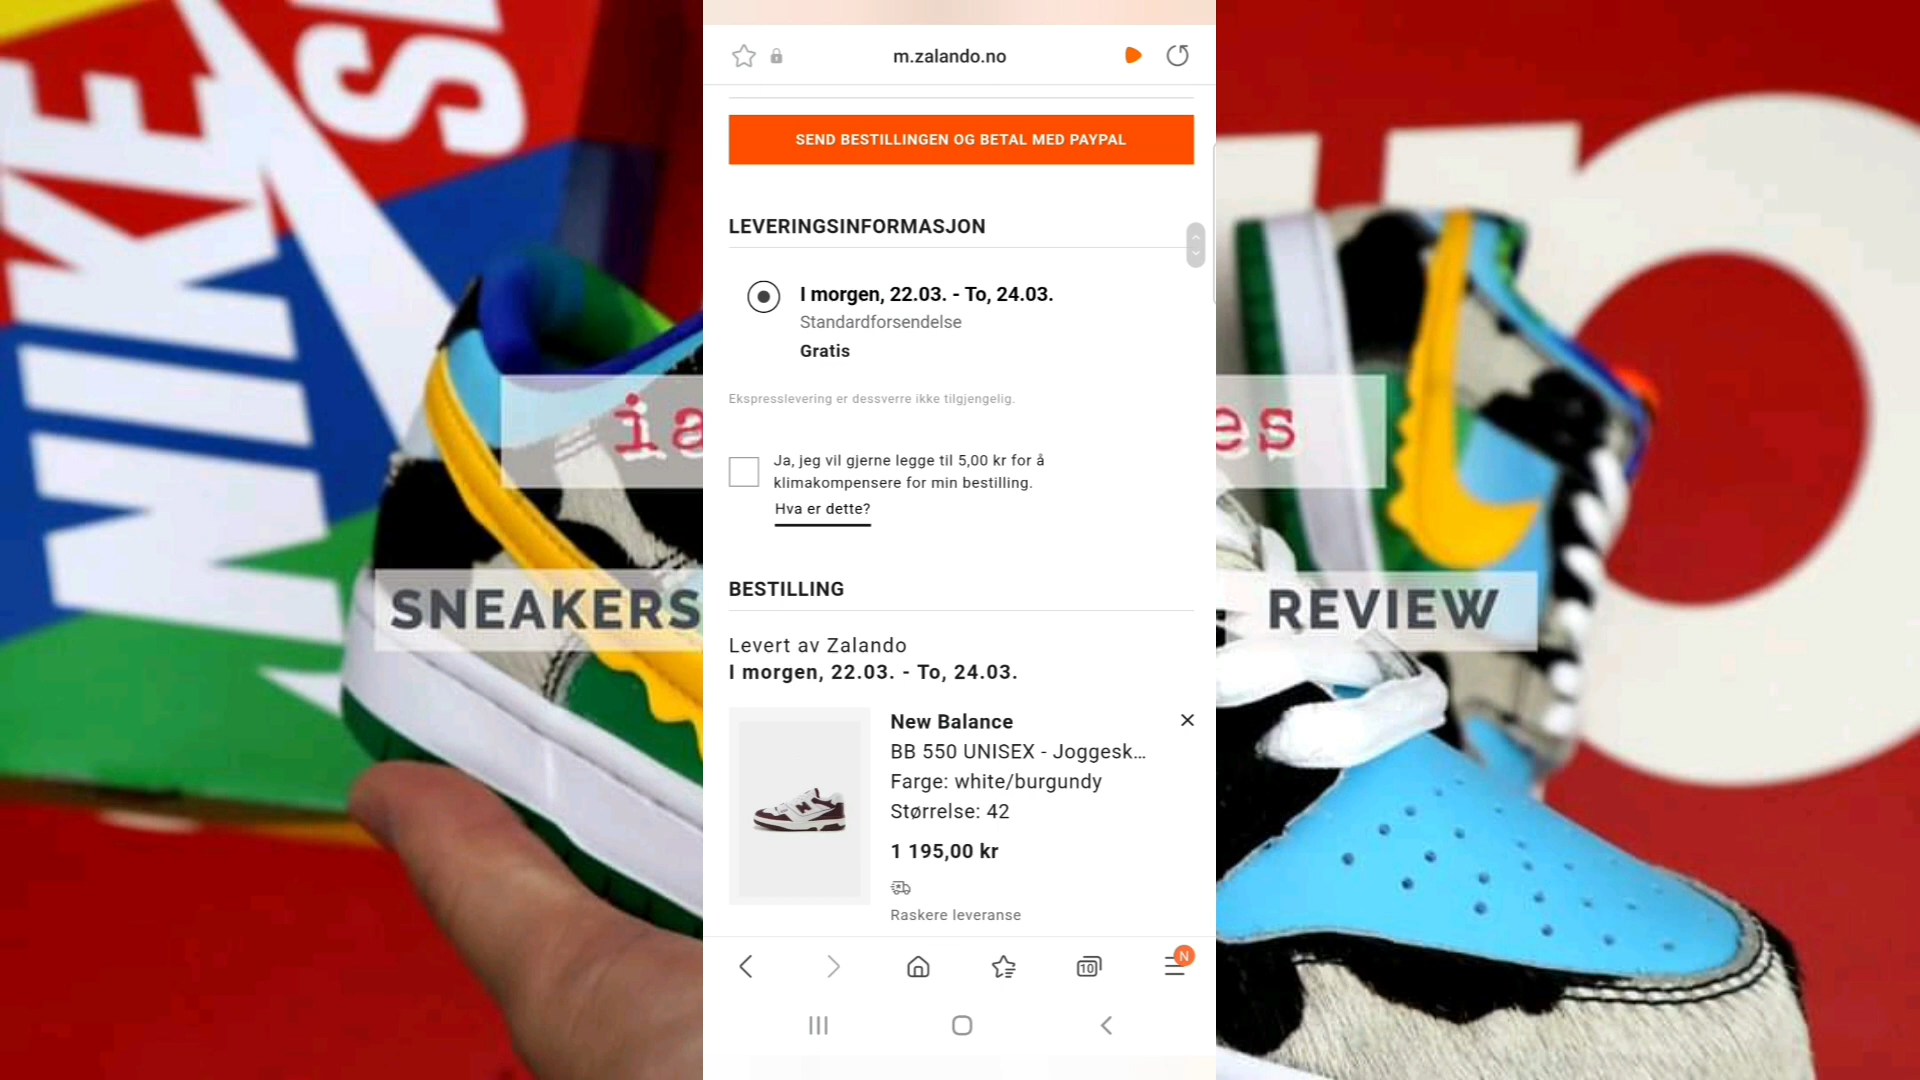 m.zalando.no
SEND BESTILLINGEN OG BETAL MED PAYPAL
LEVERINGSINFORMASJON
I morgen, 22.03. - To, 24.03.
Standardforsendelse
Gratis
Ekspresslevering er dessverre ikke tilgjengelig.
Ja, jeg vil gjerne legge til 5,00 kr for å
klimakompensere for min bestilling.
Hva er dette?
BESTILLING
Levert av Zalando
I morgen, 22.03. - To, 24.03.
New Balance
BB 550 UNISEX - Joggesk...
Farge: white/burgundy
Størrelse: 42
1 195,00 kr
Raskere leveranse
10
N
NIKE
SNEAKERS
REVIEW